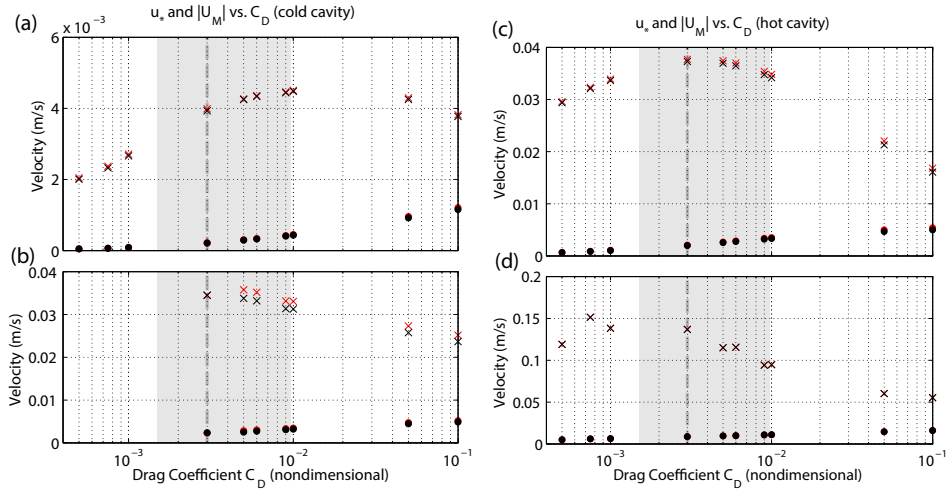 (a)
u* and |U_M| vs. C_D (cold cavity)
6 x 10^-3
4
2
0
Velocity (m/s)
(b)
0.04
0.03
0.02
0.01
0
Velocity (m/s)
10^-3
10^-2
10^-1
Drag Coefficient C_D (nondimensional)
(c)
u* and |U_M| vs. C_D (hot cavity)
0.04
0.03
0.02
0.01
0
Velocity (m/s)
(d)
0.2
0.15
0.1
0.05
0
Velocity (m/s)
10^-3
10^-2
10^-1
Drag Coefficient C_D (nondimensional)